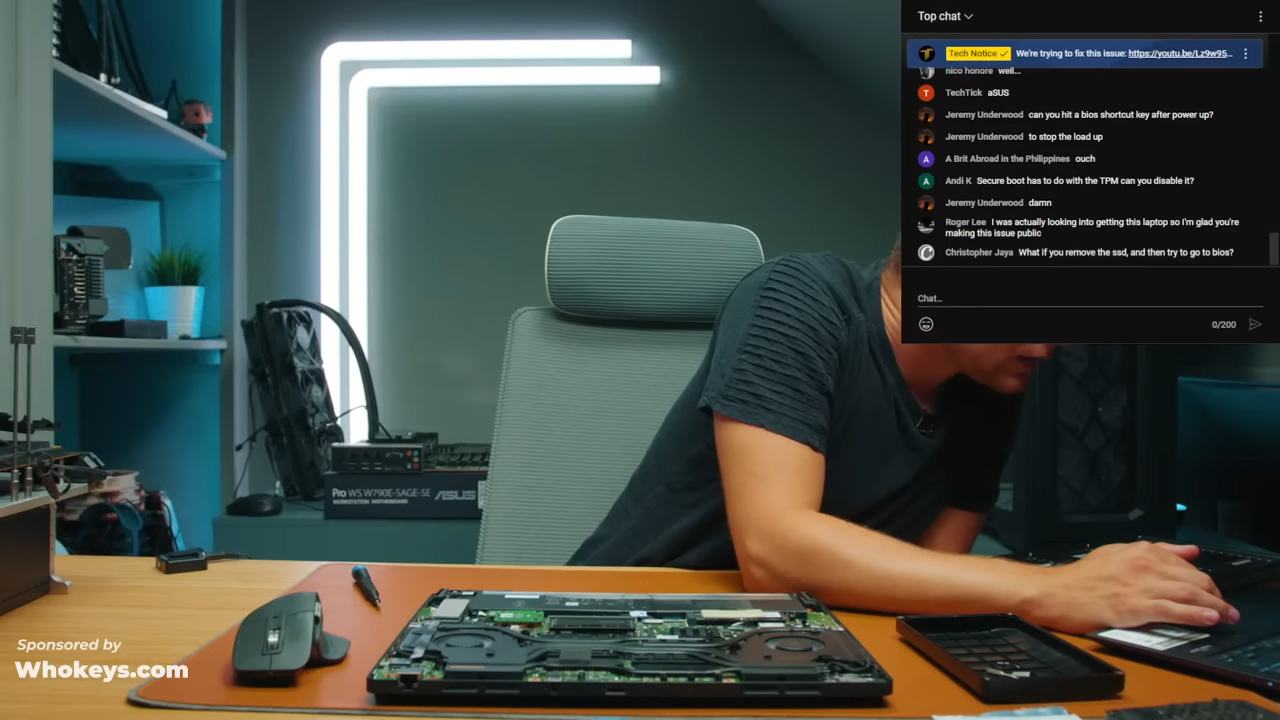 Top chat
Tech Notice We're trying to fix this issue: https://youtu.be/Lz9w95...
nico honore well...
T TechTick aSUS
Jeremy Underwood can you hit a bios shortcut key after power up?
Jeremy Underwood to stop the load up
A A Brit Abroad in the Philippines ouch
A Andi K Secure boot has to do with the TPM can you disable it?
Jeremy Underwood damn
Roger Lee I was actually looking into getting this laptop so I'm glad you're
making this issue public
Christopher Jaya What if you remove the ssd, and then try to go to bios?
Chat...
0/200
Pro WS W790E-SAGE-SE
WORKSTATION MOTHERBOARD
ASUS
Sponsored by
Whokeys.com